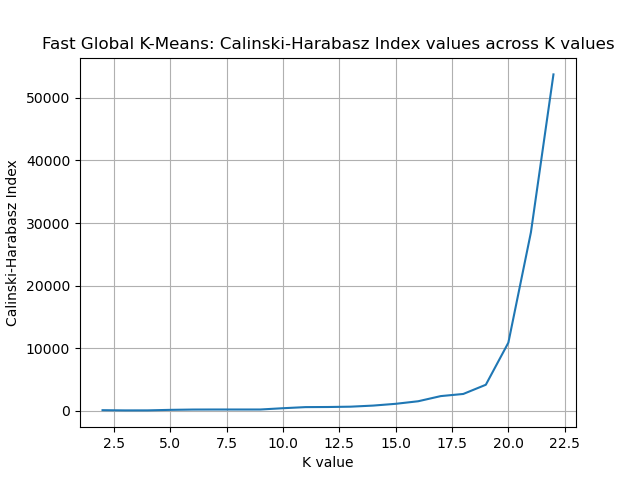 Fast Global K-Means: Calinski-Harabasz Index values across K values
Calinski-Harabasz Index
50000
40000
30000
20000
10000
0
2.5 5.0 7.5 10.0 12.5 15.0 17.5 20.0 22.5
K value